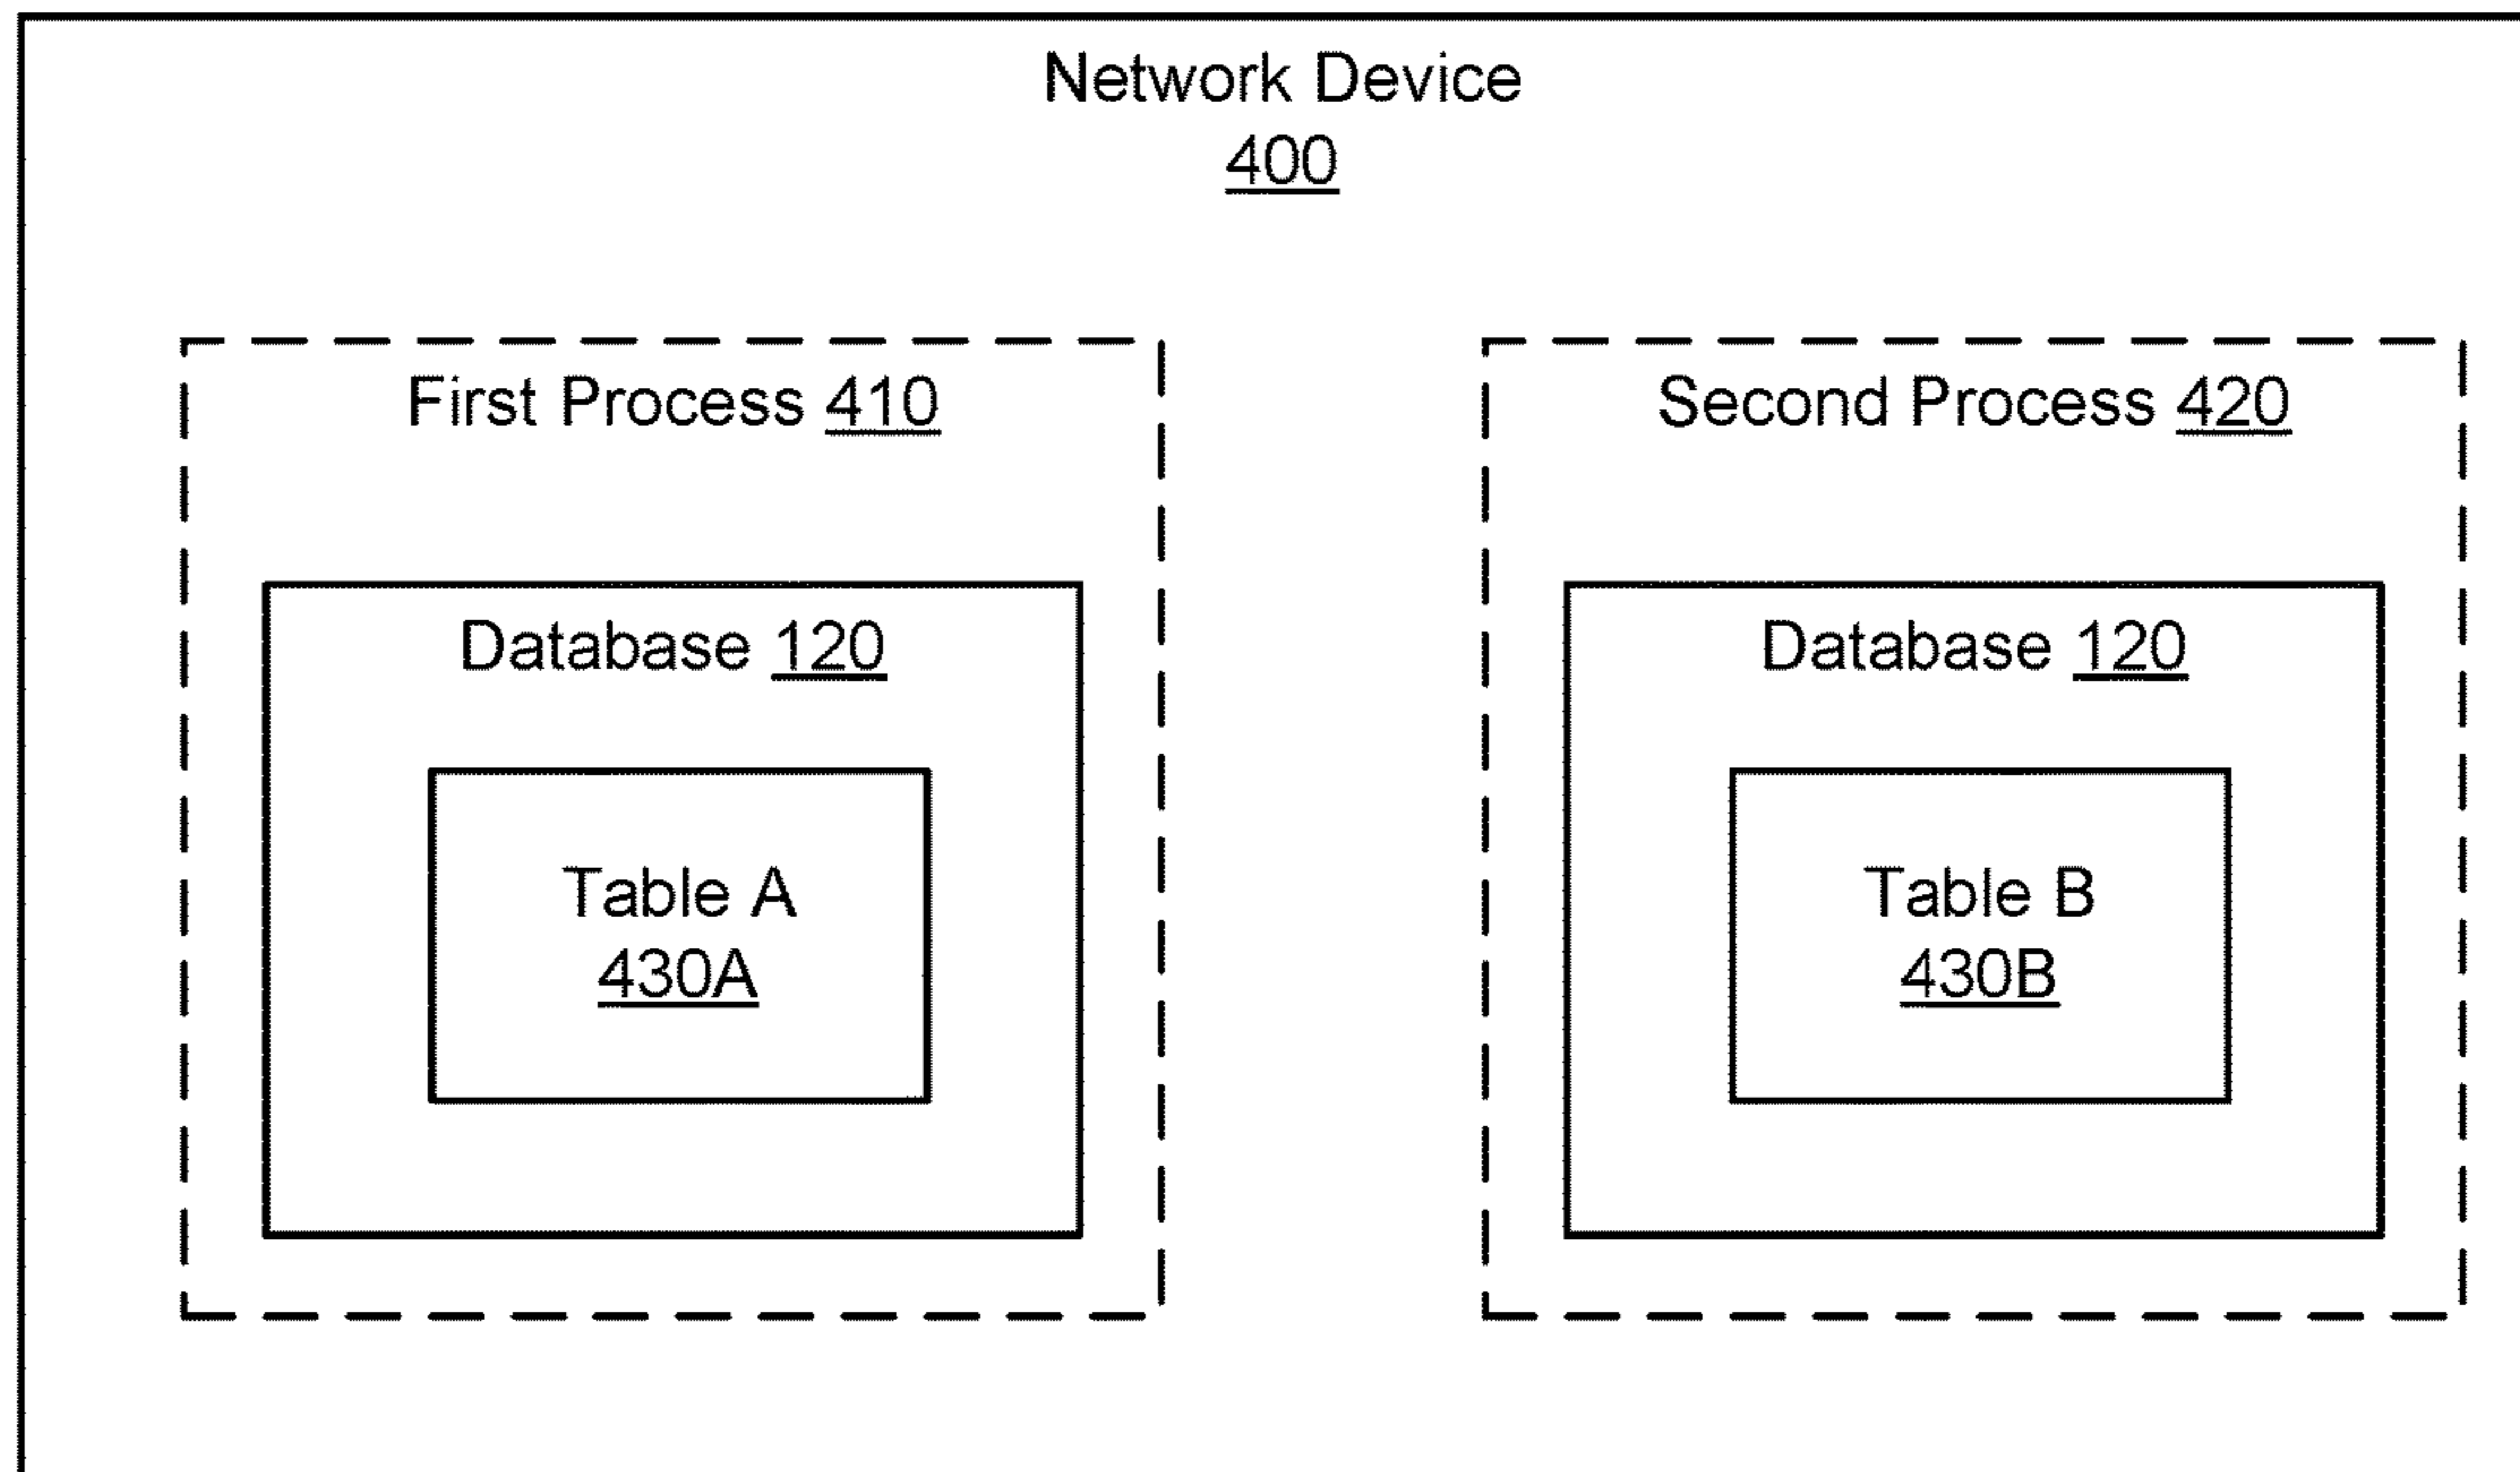 Network Device
400
First Process 410
Database 120
Table A
430A
Second Process 420
Database 120
Table B
430B